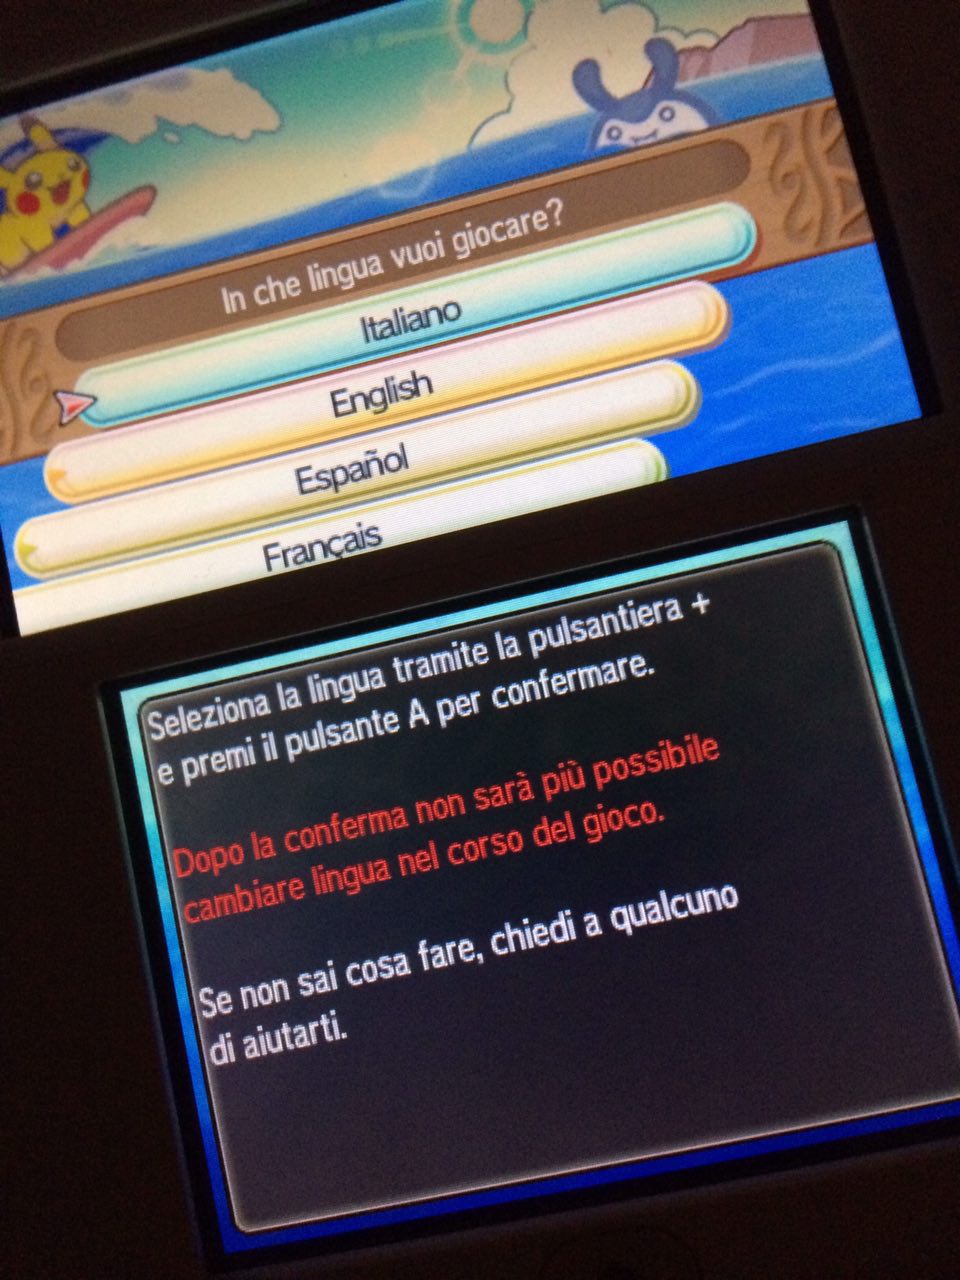 In che lingua vuoi giocare?
Italiano
English
Español
Français
Seleziona la lingua tramite la pulsantiera +
e premi il pulsante A per confermare.
Dopo la conferma non sarà più possibile
cambiare lingua nel corso del gioco.
Se non sai cosa fare, chiedi a qualcuno
di aiutarti.